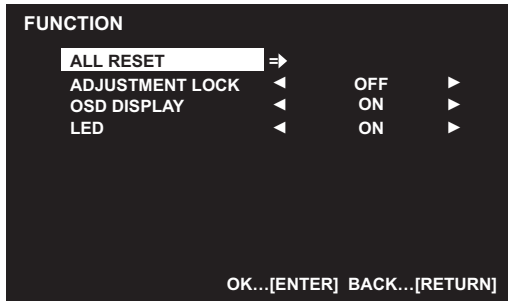 FUNCTION
ALL RESET
ADJUSTMENT LOCK OFF
OSD DISPLAY ON
LED ON
OK…[ENTER] BACK…[RETURN]